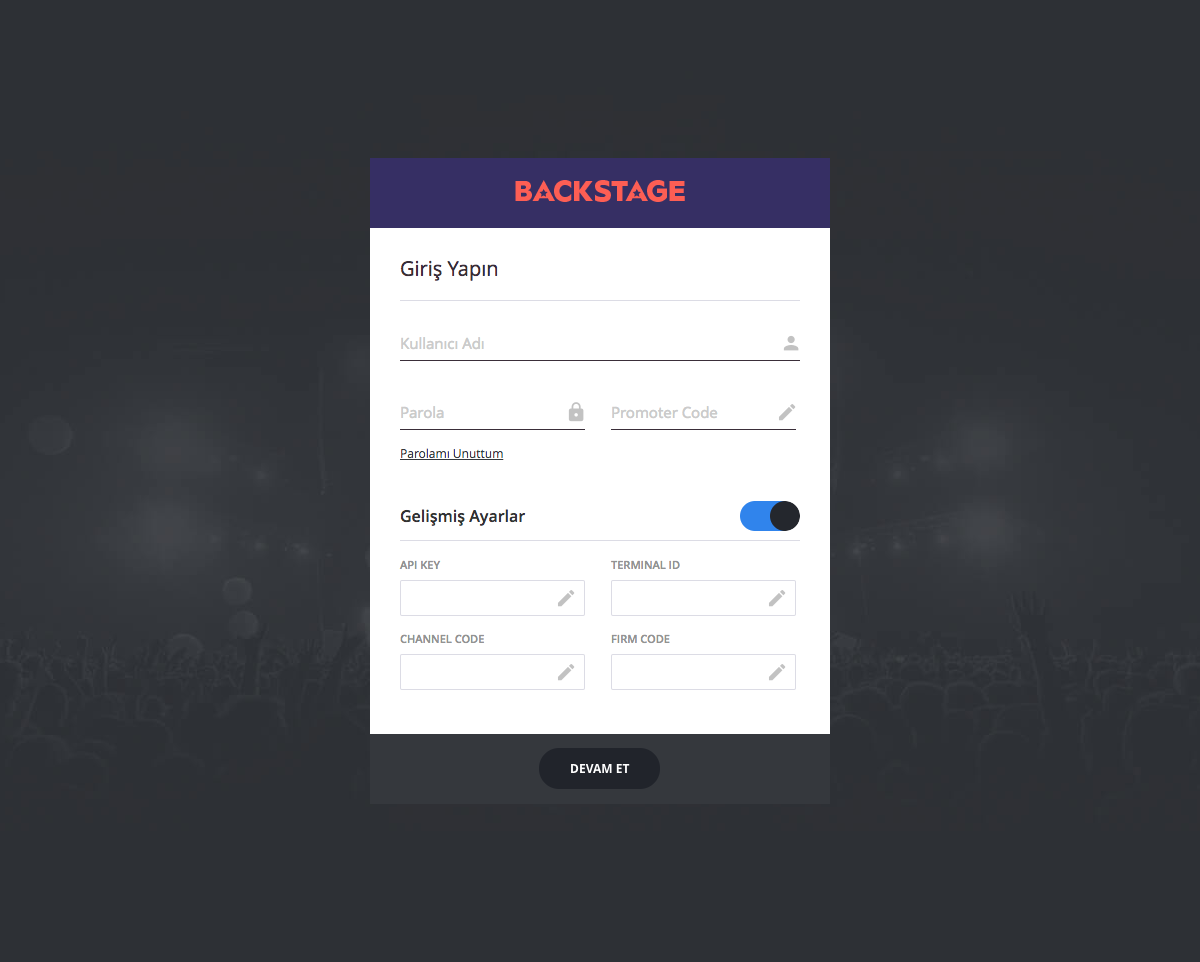 BACKSTAGE
Giriş Yapın
Kullanıcı Adı
Parola
Promoter Code
Parolamı Unuttum
Gelişmiş Ayarlar
API KEY
TERMINAL ID
CHANNEL CODE
FIRM CODE
DEVAM ET